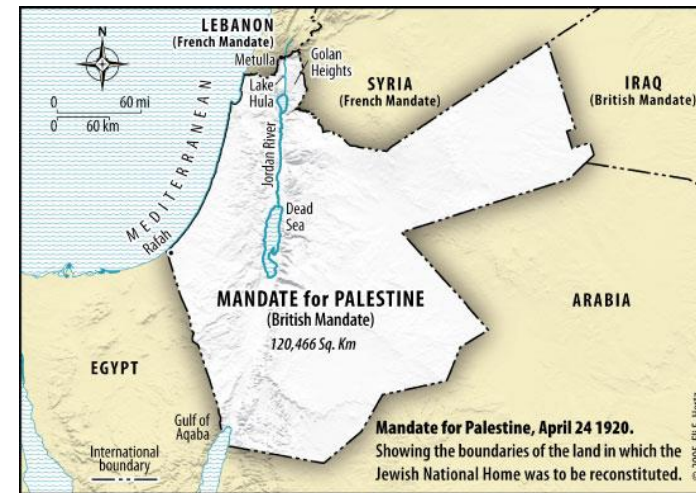 LEBANON
(French Mandate)
N
Metulla
Golan
Heights
Lake
Hula
SYRIA
(French Mandate)
IRAQ
(British Mandate)
0 60 mi
0 60 km
MEDITERRANEAN
Jordan River
Rafah
Dead
Sea
MANDATE for PALESTINE
(British Mandate)
120,466 Sq. Km
ARABIA
EGYPT
Gulf of
Aqaba
International
boundary
Mandate for Palestine, April 24 1920.
Showing the boundaries of the land in which the
Jewish National Home was to be reconstituted.